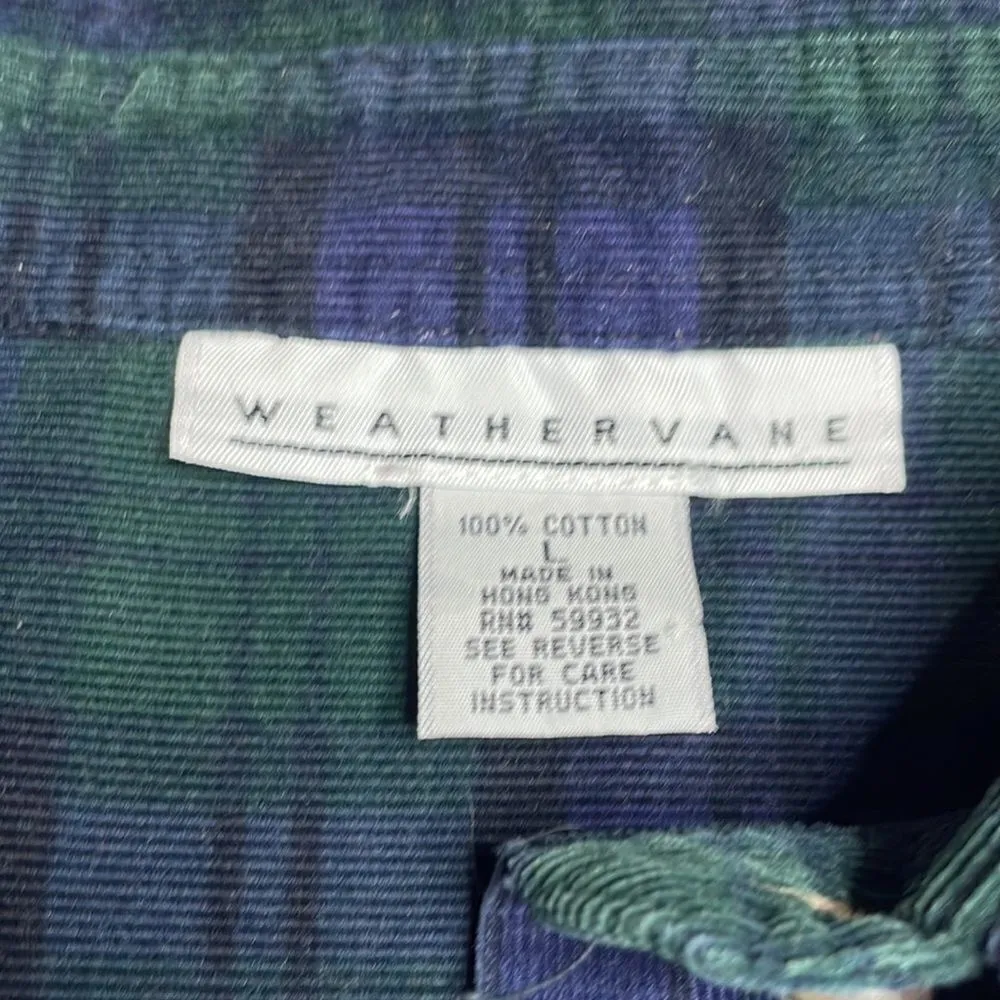 WEATHERVANE
100% COTTON
L
MADE IN
HONG KONG
RN# 59932
SEE REVERSE
FOR CARE
INSTRUCTION